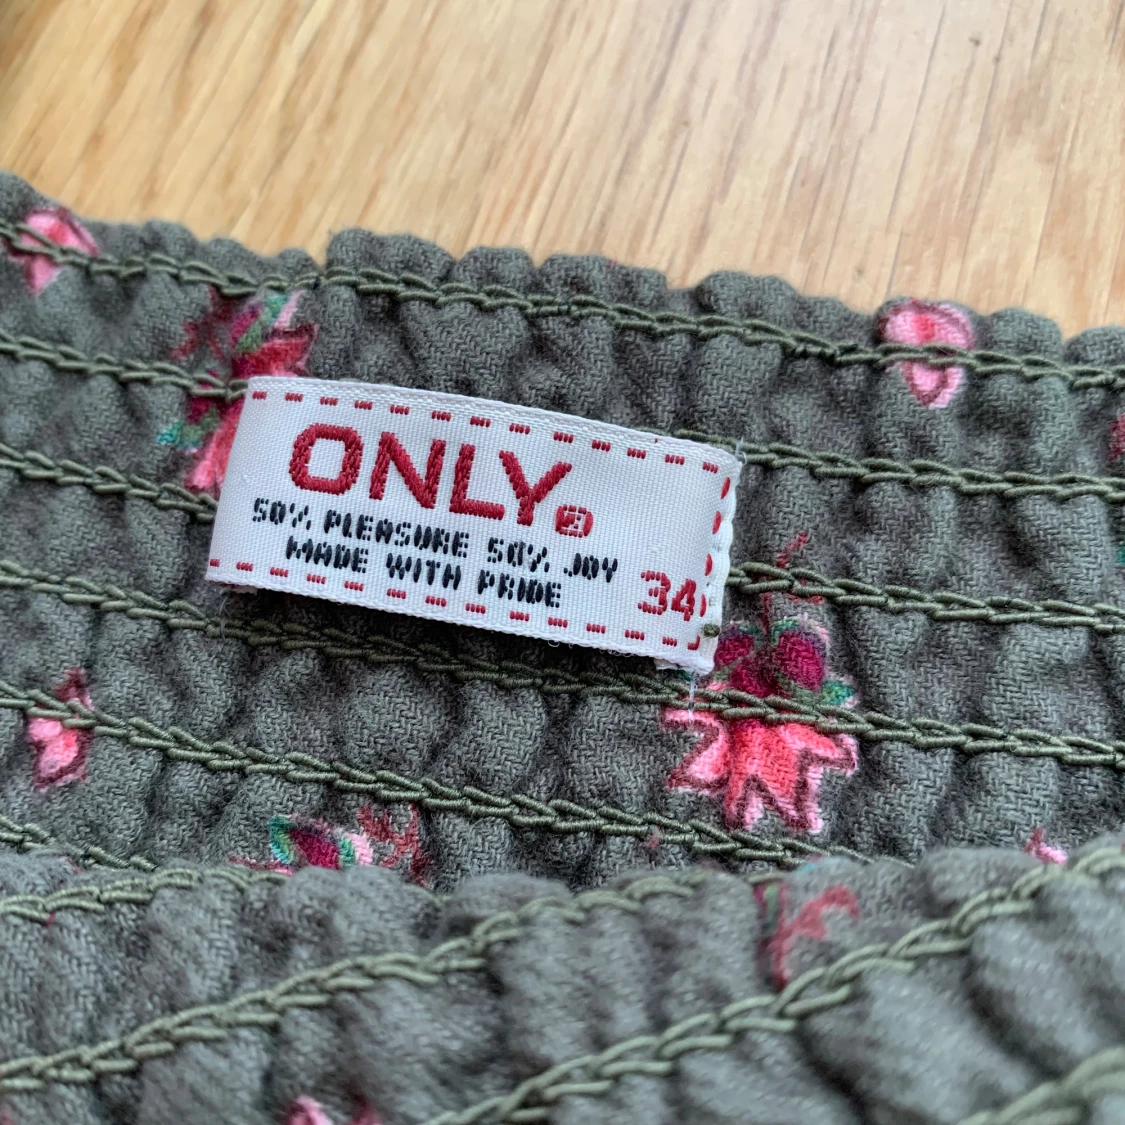 ONLY
50% PLEASURE 50% JOY
MADE WITH PRIDE
34